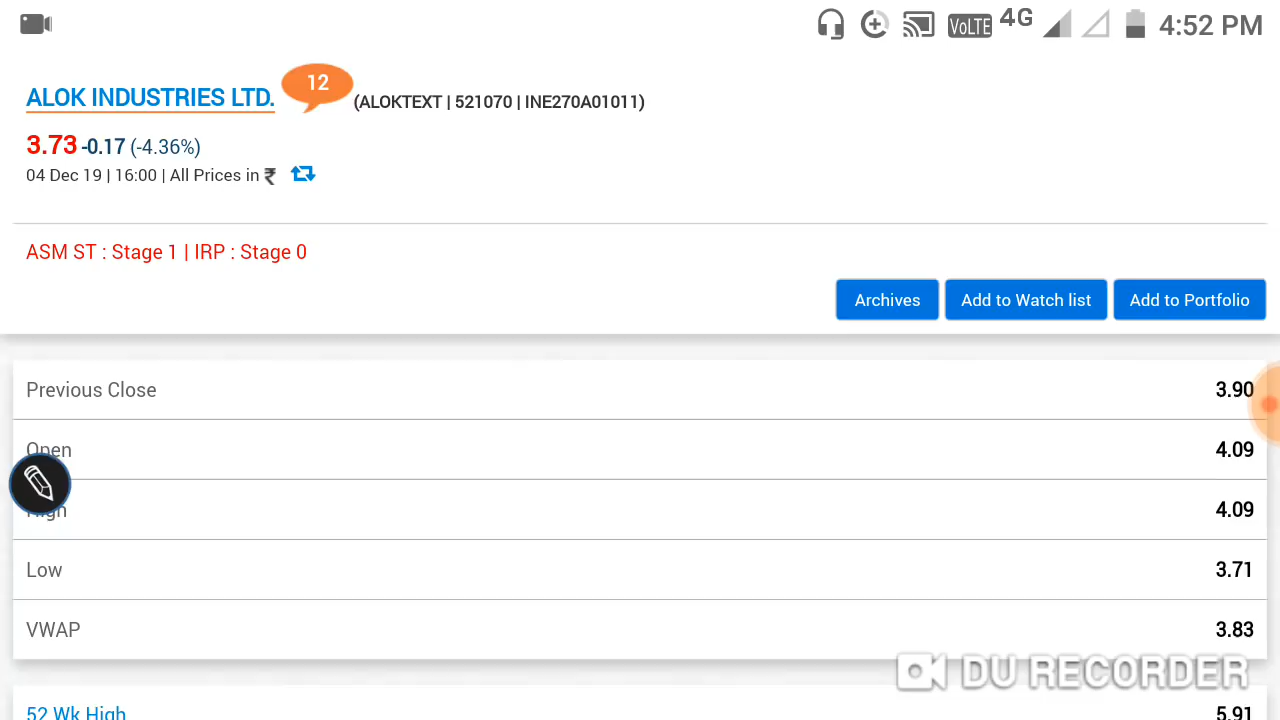 VoLTE 4G 4:52 PM
ALOK INDUSTRIES LTD. 12 (ALOKTEXT | 521070 | INE270A01011)
3.73 -0.17 (-4.36%)
04 Dec 19 | 16:00 | All Prices in ₹
ASM ST : Stage 1 | IRP : Stage 0
Archives Add to Watch list Add to Portfolio
Previous Close 3.90
Open 4.09
High 4.09
Low 3.71
VWAP 3.83
DU RECORDER
52 Wk High 5.91